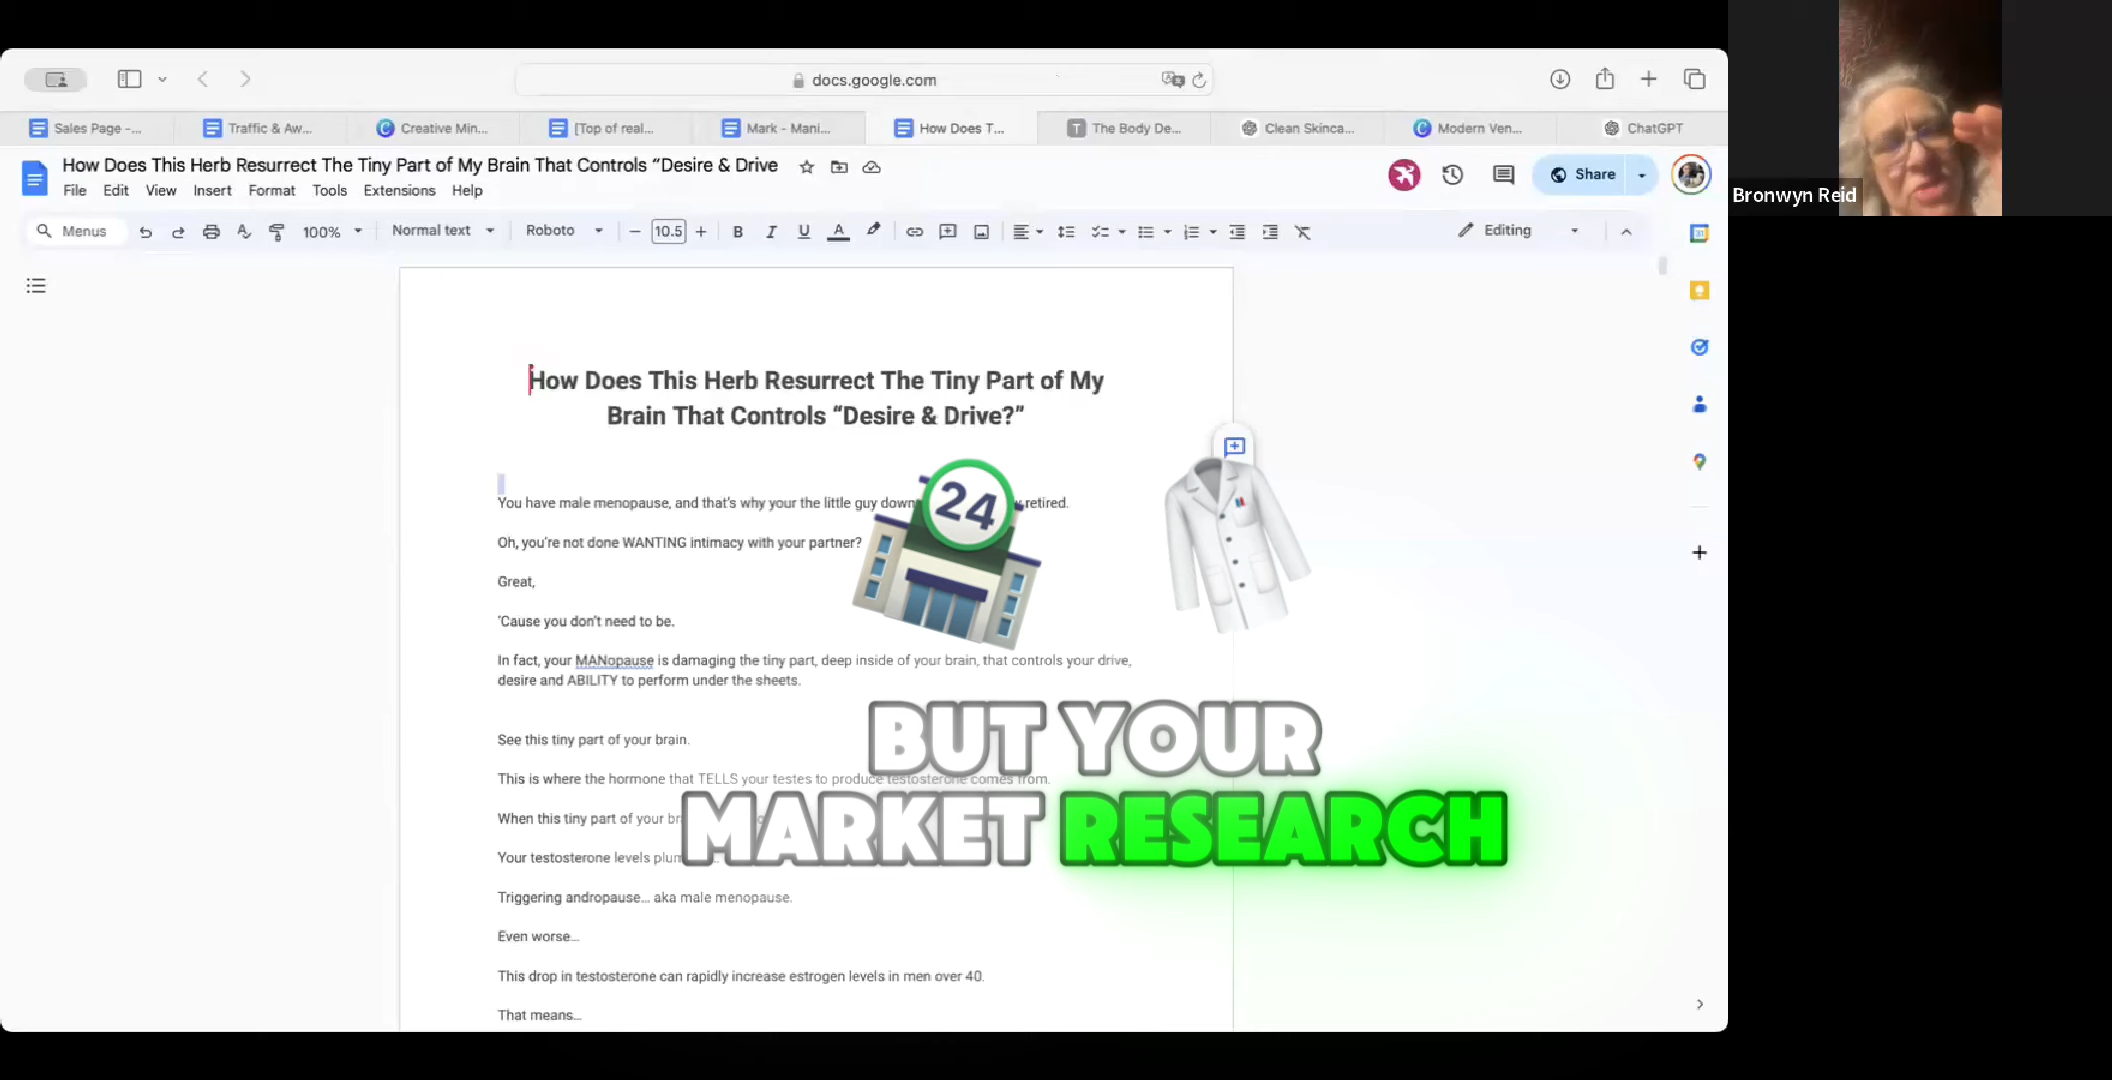 docs.google.com
Sales Page -...
Traffic & Aw...
Creative Min...
[Top of real...
Mark - Mani...
How Does T...
The Body De...
Clean Skinca...
Modern Ven...
ChatGPT
How Does This Herb Resurrect The Tiny Part of My Brain That Controls “Desire & Drive
Share
File Edit View Insert Format Tools Extensions Help
Bronwyn Reid
Menus
100%
Normal text
Roboto
10.5
Editing
31
How Does This Herb Resurrect The Tiny Part of My
Brain That Controls “Desire & Drive?”
You have male menopause, and that's why your the little guy down retired.
24
Oh, you're not done WANTING intimacy with your partner?
Great,
'Cause you don't need to be.
In fact, your MANopause is damaging the tiny part, deep inside of your brain, that controls your drive,
desire and ABILITY to perform under the sheets.
See this tiny part of your brain.
BUT YOUR
This is where the hormone that TELLS your testes to produce testosterone comes from.
When this tiny part of your
MARKET RESEARCH
Your testosterone levels
Triggering andropause... aka male menopause.
Even worse...
This drop in testosterone can rapidly increase estrogen levels in men over 40.
That means...